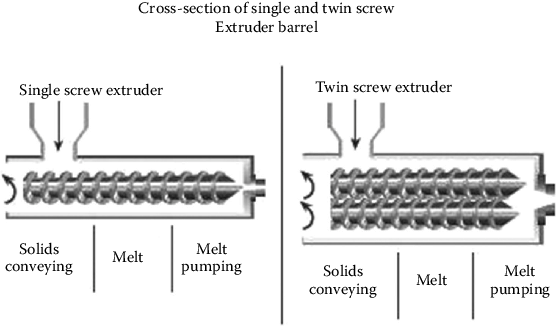 Cross-section of single and twin screw
Extruder barrel
Single screw extruder
Solids
conveying
Melt
Melt
pumping
Twin screw extruder
Solids
conveying
Melt
Melt
pumping